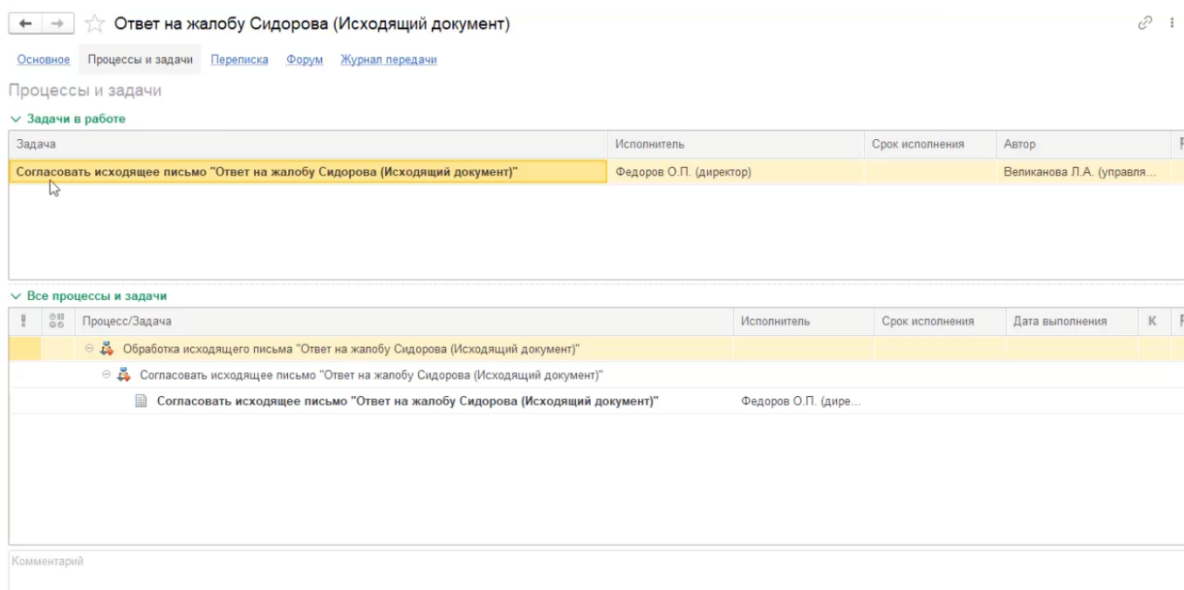 Ответ на жалобу Сидорова (Исходящий документ)
Основное Процессы и задачи Переписка Форум Журнал передачи
Процессы и задачи
Задачи в работе
Задача Исполнитель Срок исполнения Автор
Согласовать исходящее письмо "Ответ на жалобу Сидорова (Исходящий документ)" Федоров О.П. (директор) Великанова Л.А. (управля...
Все процессы и задачи
Процесс/Задача Исполнитель Срок исполнения Дата выполнения К
Обработка исходящего письма "Ответ на жалобу Сидорова (Исходящий документ)"
Согласовать исходящее письмо "Ответ на жалобу Сидорова (Исходящий документ)"
Согласовать исходящее письмо "Ответ на жалобу Сидорова (Исходящий документ)" Федоров О.П. (дире...
Комментарий